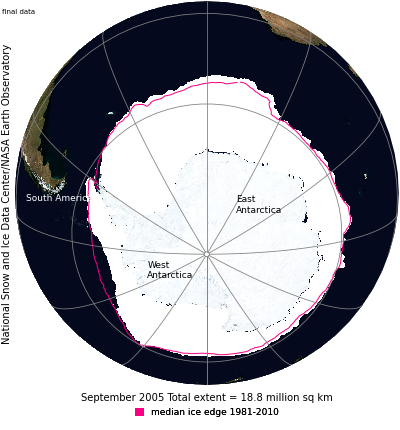 final data
National Snow and Ice Data Center/NASA Earth Observatory
South America
East
Antarctica
West
Antarctica
September 2005 Total extent = 18.8 million sq km
median ice edge 1981-2010